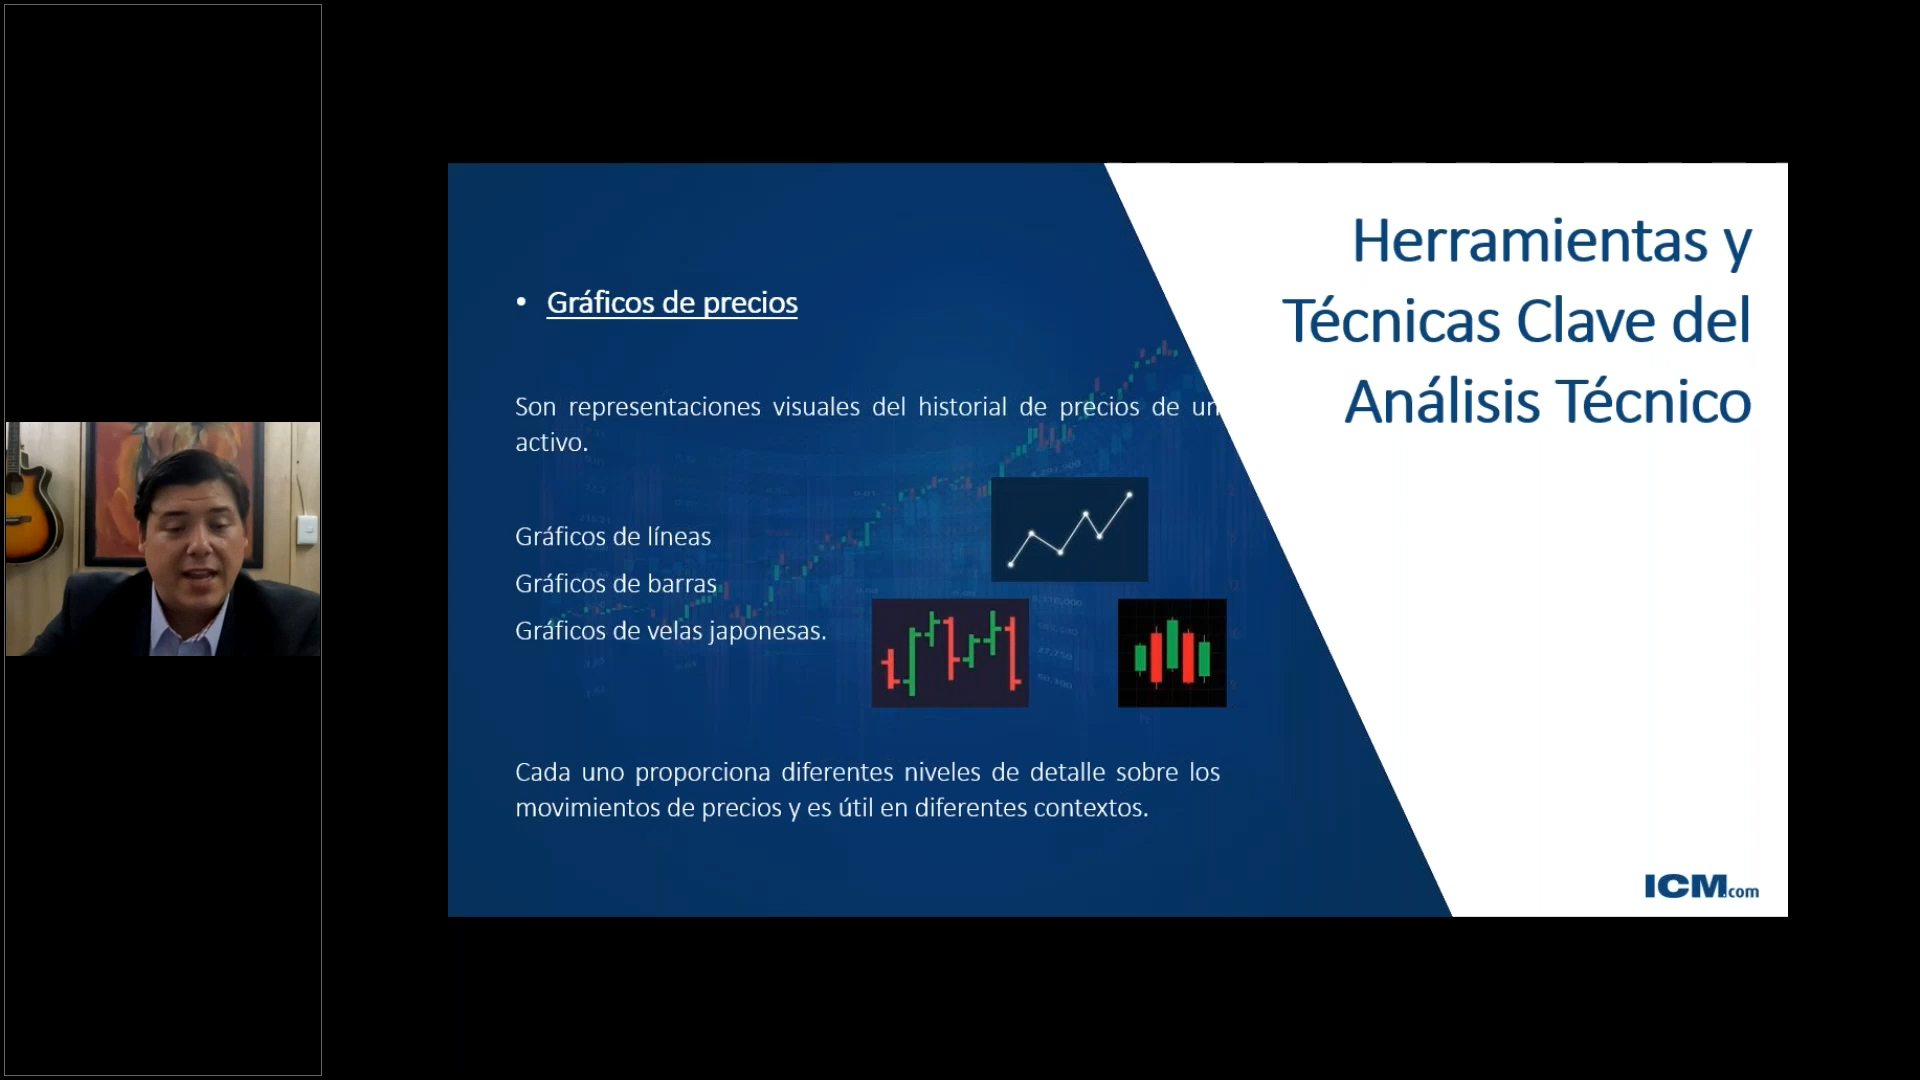 Herramientas y
Técnicas Clave del
Análisis Técnico
• Gráficos de precios
Son representaciones visuales del historial de precios de un
activo.
Gráficos de líneas
Gráficos de barras
Gráficos de velas japonesas.
Cada uno proporciona diferentes niveles de detalle sobre los
movimientos de precios y es útil en diferentes contextos.
ICM.com